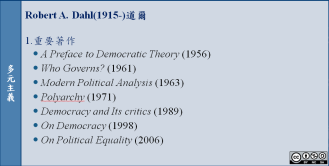 Robert A. Dahl(1915-)道爾
1.重要著作
● A Preface to Democratic Theory (1956)
● Who Governs? (1961)
● Modern Political Analysis (1963)
● Polyarchy (1971)
● Democracy and Its critics (1989)
● On Democracy (1998)
● On Political Equality (2006)
多元主義